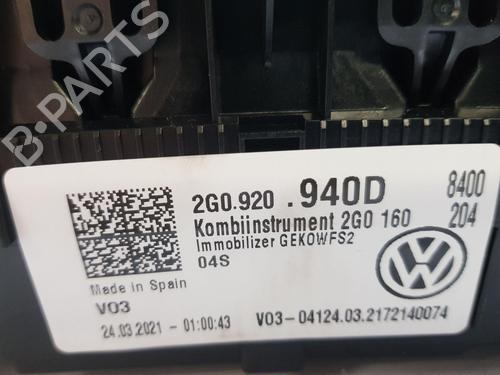 B-PARTS
2G0.920 .940D 8400
Kombiinstrument 2G0 160 204
Immobilizer GEKOWFS2
04S
Made in Spain
V03
24.03.2021 - 01:00:43 V03-04124.03.2172140074